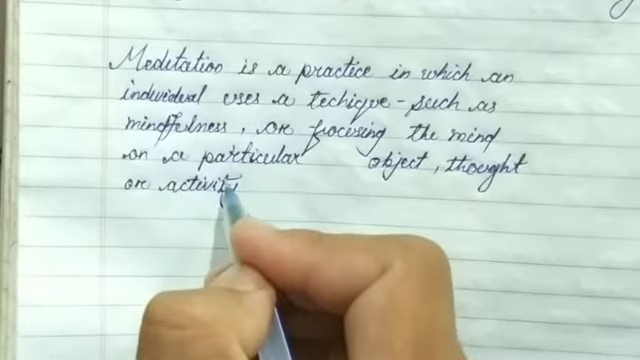 Meditation is a practice in which an
individual uses a techique - such as
mindfulness, or focusing the mind
on a particular object, thought
or activity